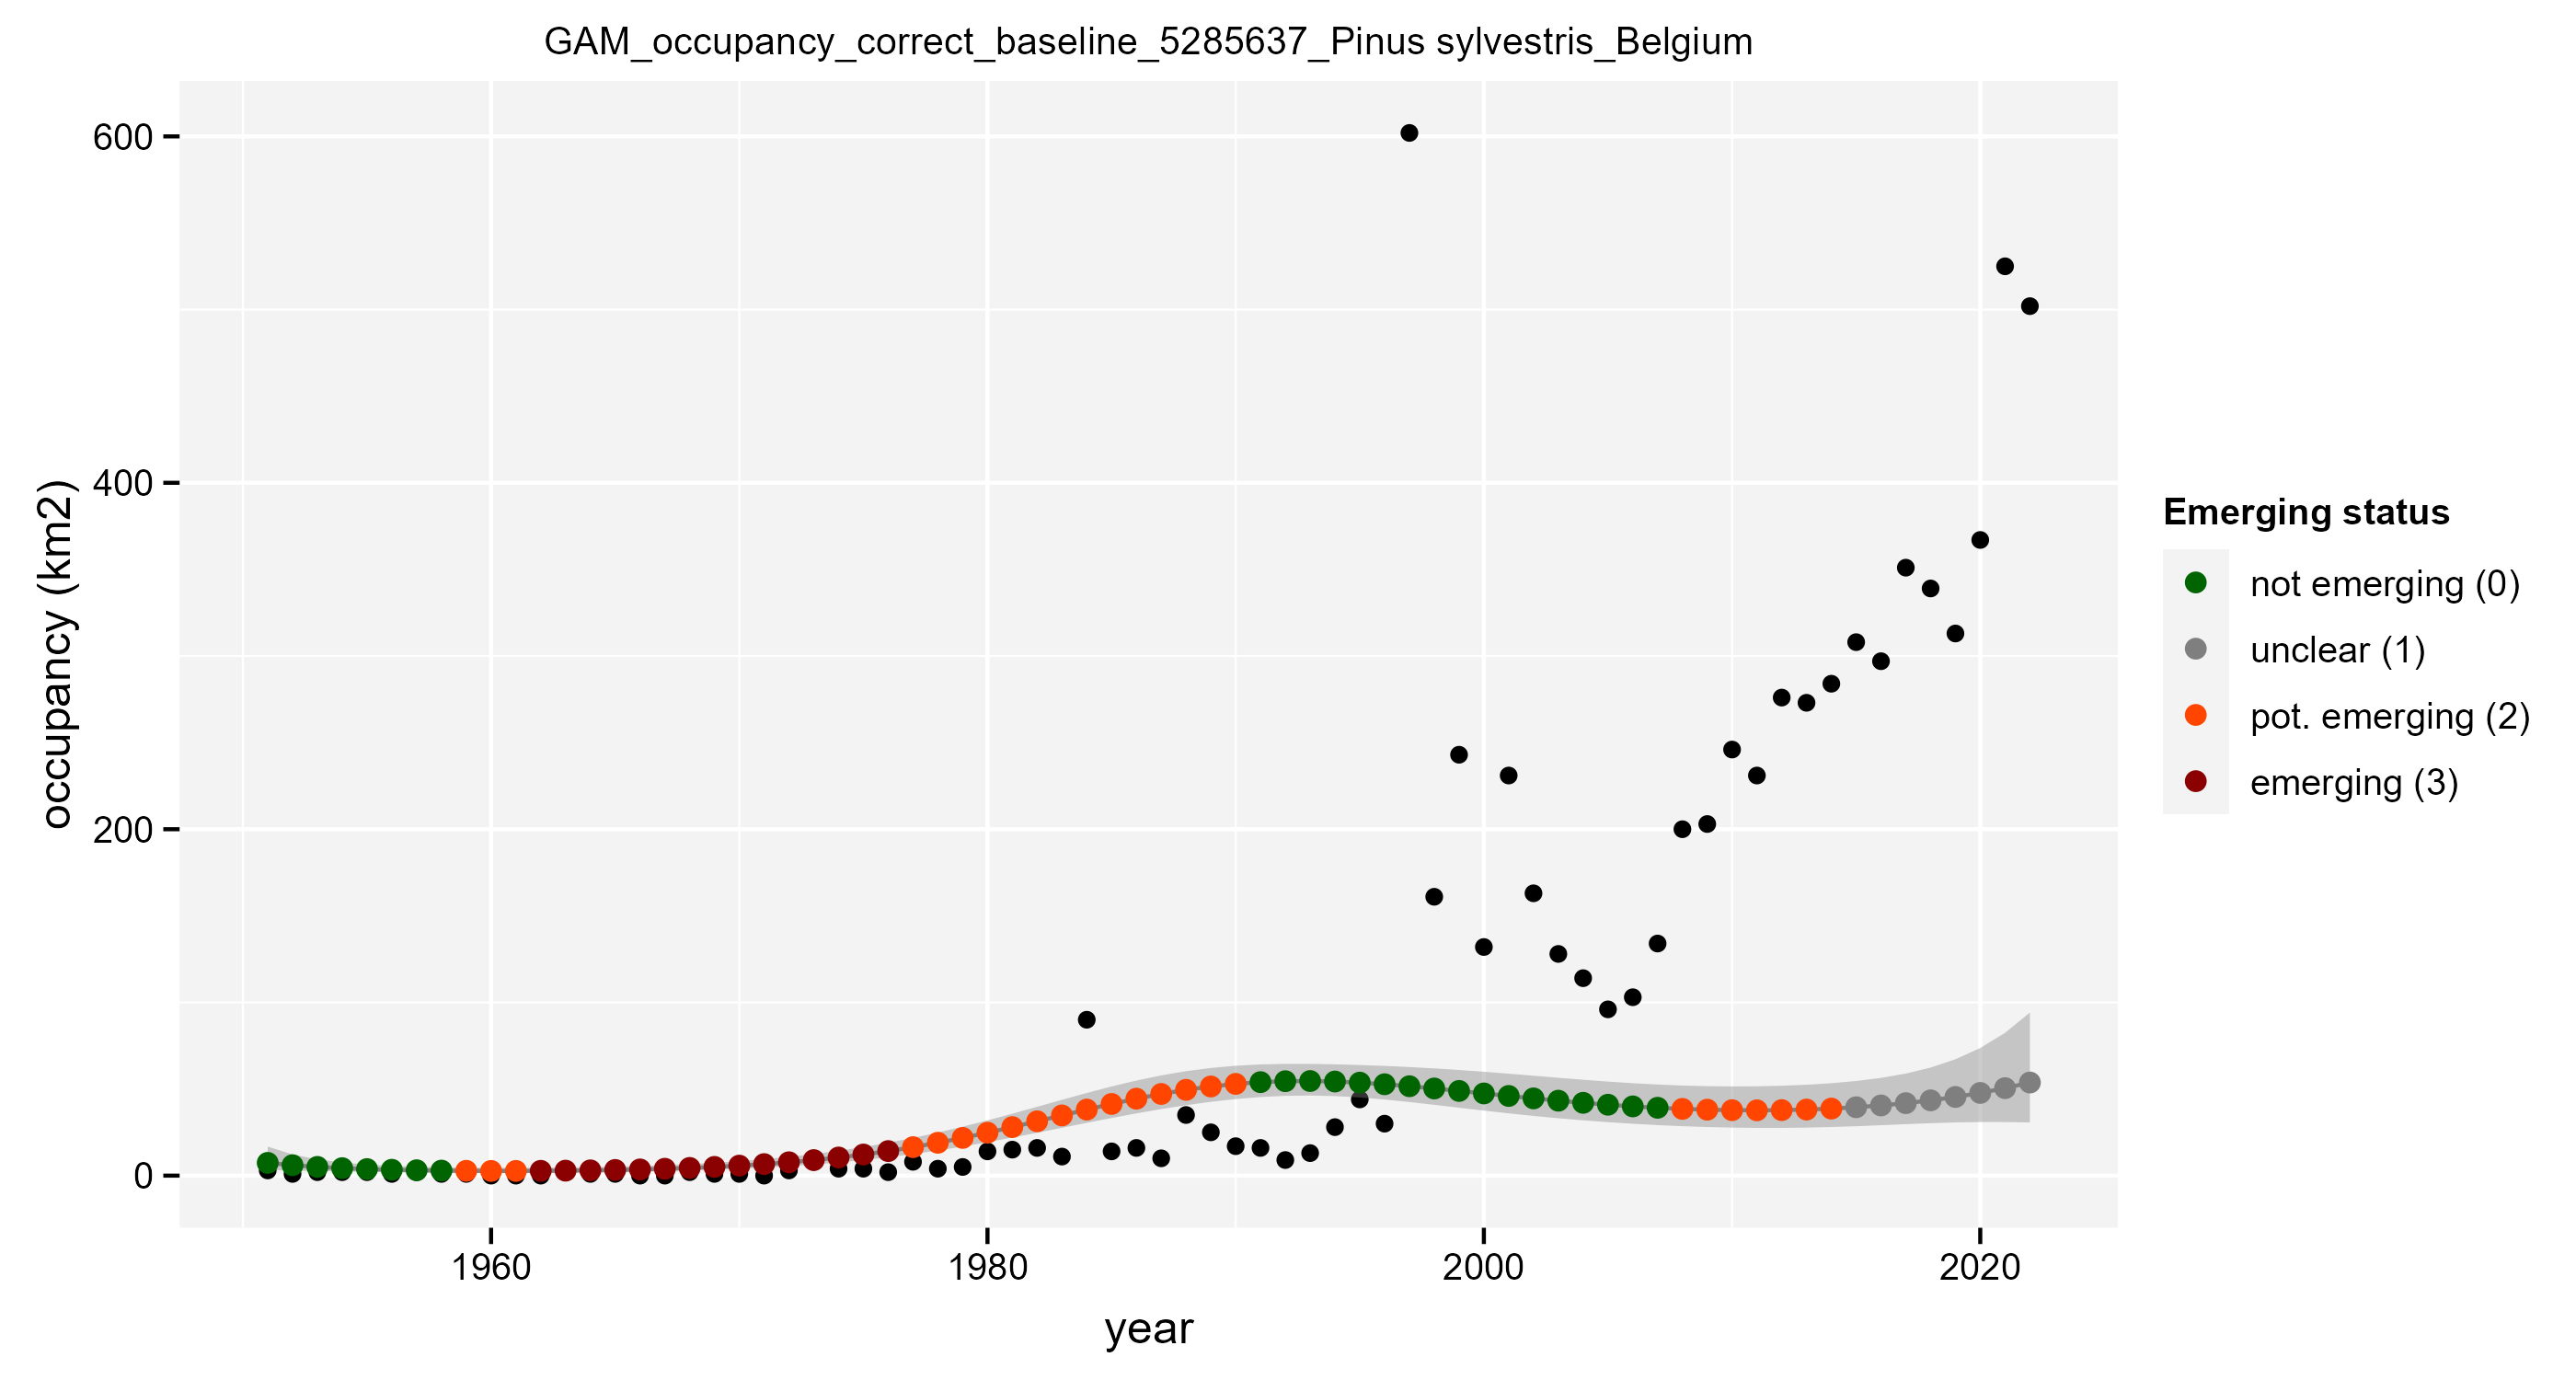 GAM_occupancy_correct_baseline_5285637_Pinus sylvestris_Belgium
600
400
200
0
occupancy (km2)
1960
1980
2000
2020
year
Emerging status
not emerging (0)
unclear (1)
pot. emerging (2)
emerging (3)